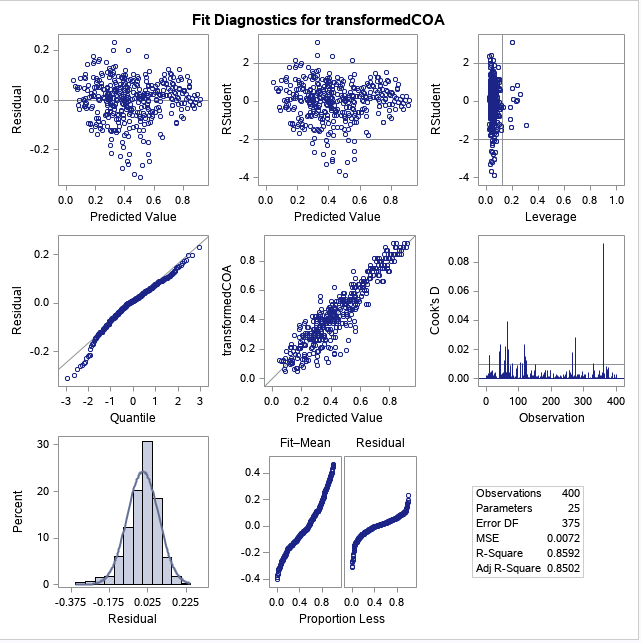 Fit Diagnostics for transformedCOA
0.2
0.0
-0.2
Residual
0.0 0.2 0.4 0.6 0.8
Predicted Value
2
0
-2
-4
RStudent
0.0 0.2 0.4 0.6 0.8
Predicted Value
2
0
-2
-4
RStudent
0.0 0.2 0.4 0.6 0.8 1.0
Leverage
0.2
0.0
-0.2
Residual
-3 -2 -1 0 1 2 3
Quantile
0.8
0.6
0.4
0.2
0.0
transformedCOA
0.0 0.2 0.4 0.6 0.8
Predicted Value
0.08
0.06
0.04
0.02
0.00
Cook's D
0 100 200 300 400
Observation
30
20
10
0
Percent
-0.375 -0.175 0.025 0.225
Residual
Fit–Mean Residual
0.4
0.2
0.0
-0.2
-0.4
0.0 0.4 0.8 0.0 0.4 0.8
Proportion Less
Observations 400
Parameters 25
Error DF 375
MSE 0.0072
R-Square 0.8592
Adj R-Square 0.8502